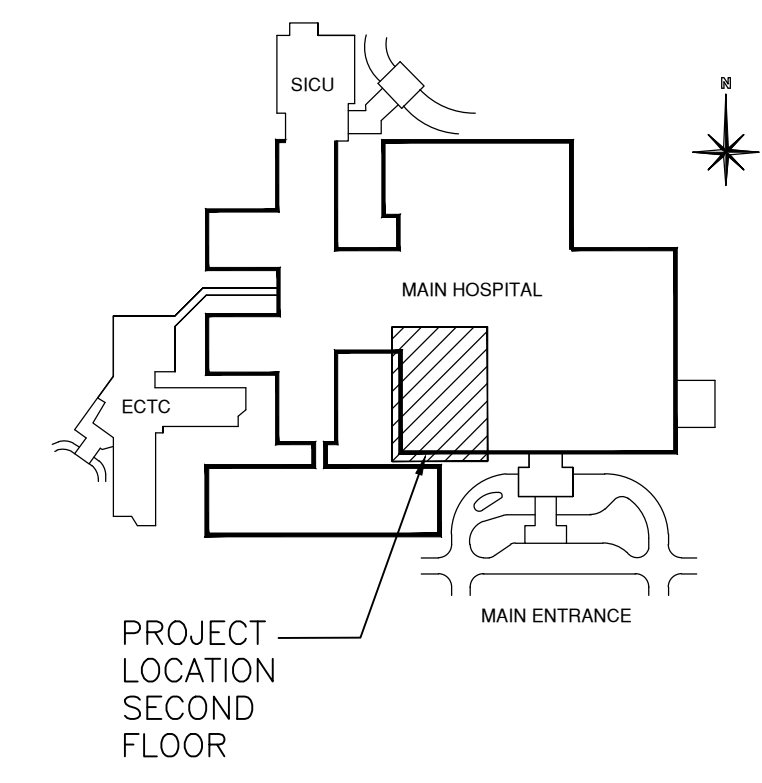 SICU
N
MAIN HOSPITAL
ECTC
MAIN ENTRANCE
PROJECT
LOCATION
SECOND
FLOOR